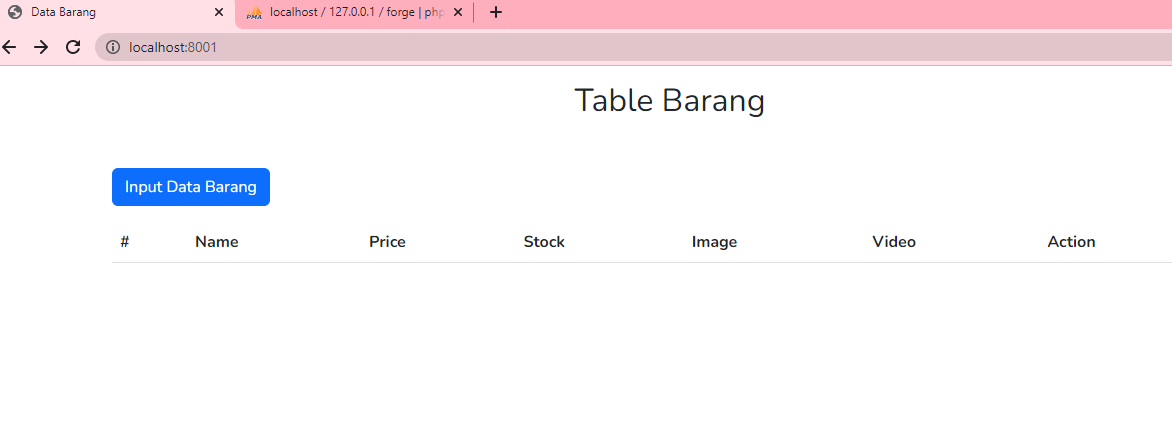 Data Barang
localhost / 127.0.0.1 / forge | php
localhost:8001
Table Barang
Input Data Barang
# Name Price Stock Image Video Action